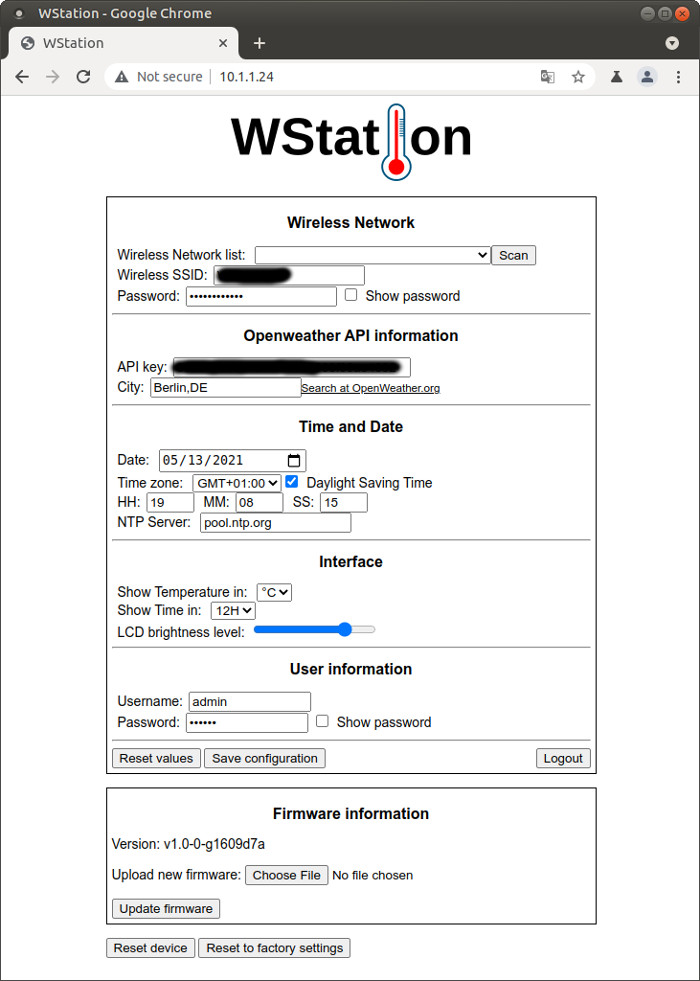 WStation - Google Chrome
WStation
Not secure 10.1.1.24
WStation
Wireless Network
Wireless Network list: Scan
Wireless SSID:
Password: •••••••••••• Show password
Openweather API information
API key:
City: Berlin,DE Search at OpenWeather.org
Time and Date
Date: 05/13/2021
Time zone: GMT+01:00 Daylight Saving Time
HH: 19 MM: 08 SS: 15
NTP Server: pool.ntp.org
Interface
Show Temperature in: °C
Show Time in: 12H
LCD brightness level:
User information
Username: admin
Password: •••••• Show password
Reset values Save configuration Logout
Firmware information
Version: v1.0-0-g1609d7a
Upload new firmware: Choose File No file chosen
Update firmware
Reset device Reset to factory settings